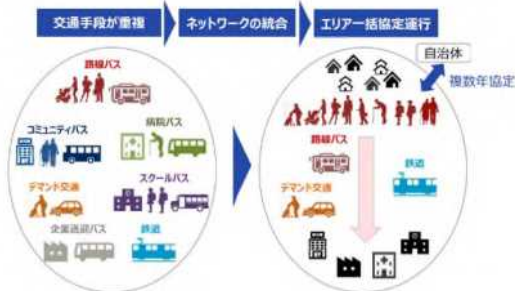 交通手段が重複
ネットワークの統合
エリア一括協定運行
自治体
複数年協定
路線バス
コミュニティバス
病院バス
デマンド交通
スクールバス
企業送迎バス
鉄道
路線バス
鉄道
デマンド交通